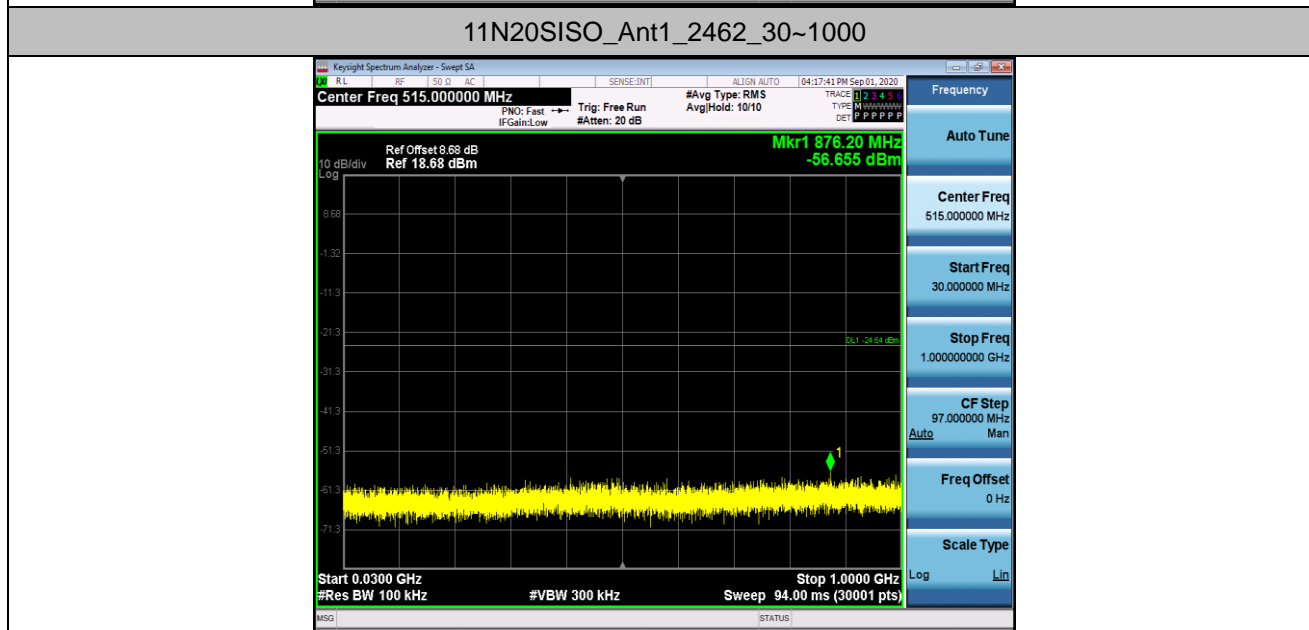 11N20SISO_Ant1_2462_30~1000
Keysight Spectrum Analyzer - Swept SA
RL RF 50 Ω AC SENSE:INT ALIGN AUTO 04:17:41 PM Sep 01, 2020
Center Freq 515.000000 MHz
PNO: Fast
IFGain:Low
Trig: Free Run
#Atten: 20 dB
#Avg Type: RMS
Avg|Hold: 10/10
TRACE 1 2 3 4 5 6
TYPE M W W W W W
DET P P P P P P
Mkr1 876.20 MHz
-56.655 dBm
Ref Offset 8.68 dB
10 dB/div Ref 18.68 dBm
Log
8.68
-1.32
-11.3
-21.3
DL1 -24.64 dBm
-31.3
-41.3
-51.3
1
-61.3
-71.3
Start 0.0300 GHz Stop 1.0000 GHz
#Res BW 100 kHz #VBW 300 kHz Sweep 94.00 ms (30001 pts)
MSG STATUS
Frequency
Auto Tune
Center Freq
515.000000 MHz
Start Freq
30.000000 MHz
Stop Freq
1.000000000 GHz
CF Step
97.000000 MHz
Auto Man
Freq Offset
0 Hz
Scale Type
Log Lin